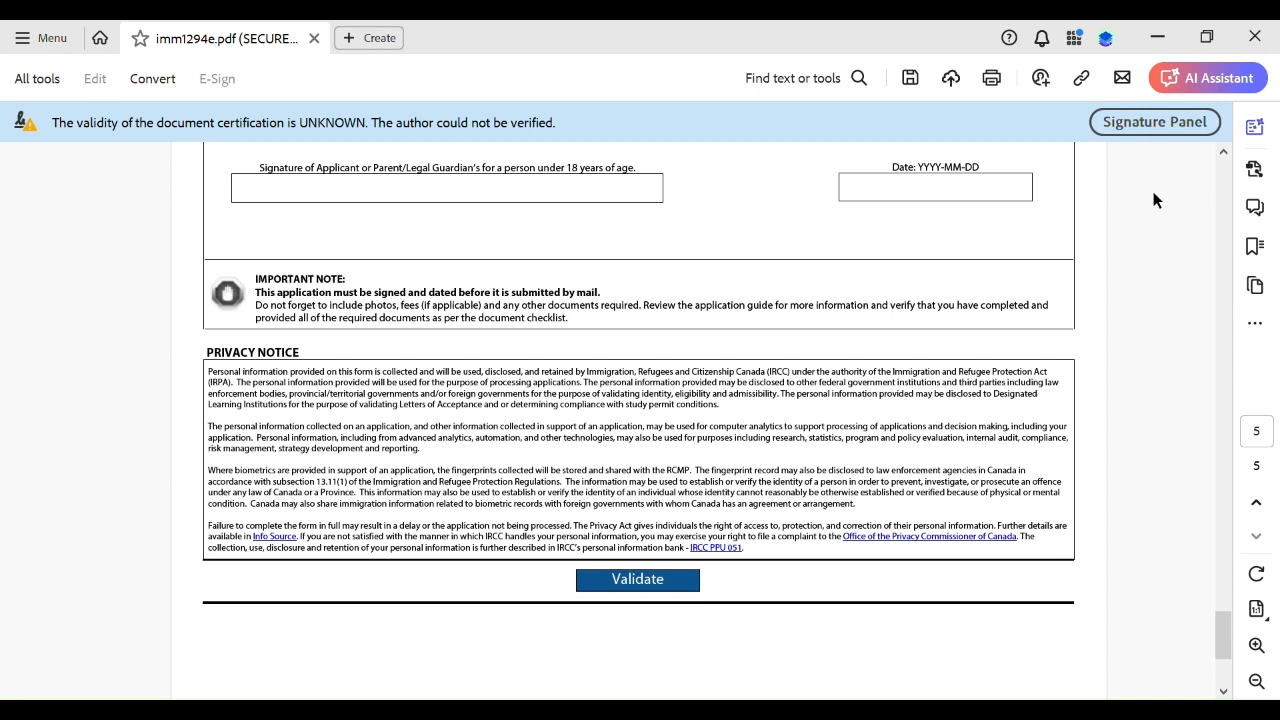 Menu
imm1294e.pdf (SECURE...
+ Create
All tools
Edit
Convert
E-Sign
Find text or tools
AI Assistant
The validity of the document certification is UNKNOWN. The author could not be verified.
Signature Panel
Signature of Applicant or Parent/Legal Guardian's for a person under 18 years of age.
Date: YYYY-MM-DD
IMPORTANT NOTE:
This application must be signed and dated before it is submitted by mail.
Do not forget to include photos, fees (if applicable) and any other documents required. Review the application guide for more information and verify that you have completed and
provided all of the required documents as per the document checklist.
PRIVACY NOTICE
Personal information provided on this form is collected and will be used, disclosed, and retained by Immigration, Refugees and Citizenship Canada (IRCC) under the authority of the Immigration and Refugee Protection Act
(IRPA). The personal information provided will be used for the purpose of processing applications. The personal information provided may be disclosed to other federal government institutions and third parties including law
enforcement bodies, provincial/territorial governments and/or foreign governments for the purpose of validating identity, eligibility and admissibility. The personal information provided may be disclosed to Designated
Learning Institutions for the purpose of validating Letters of Acceptance and or determining compliance with study permit conditions.
The personal information collected on an application, and other information collected in support of an application, may be used for computer analytics to support processing of applications and decision making, including your
application. Personal information, including from advanced analytics, automation, and other technologies, may also be used for purposes including research, statistics, program and policy evaluation, internal audit, compliance,
risk management, strategy development and reporting.
Where biometrics are provided in support of an application, the fingerprints collected will be stored and shared with the RCMP. The fingerprint record may also be disclosed to law enforcement agencies in Canada in
accordance with subsection 13.11(1) of the Immigration and Refugee Protection Regulations. The information may be used to establish or verify the identity of a person in order to prevent, investigate, or prosecute an offence
under any law of Canada or a Province. This information may also be used to establish or verify the identity of an individual whose identity cannot reasonably be otherwise established or verified because of physical or mental
condition. Canada may also share immigration information related to biometric records with foreign governments with whom Canada has an agreement or arrangement.
Failure to complete the form in full may result in a delay or the application not being processed. The Privacy Act gives individuals the right of access to, protection, and correction of their personal information. Further details are
available in Info Source. If you are not satisfied with the manner in which IRCC handles your personal information, you may exercise your right to file a complaint to the Office of the Privacy Commissioner of Canada. The
collection, use, disclosure and retention of your personal information is further described in IRCC's personal information bank - IRCC PPU 051.
Validate
5
5
1:1